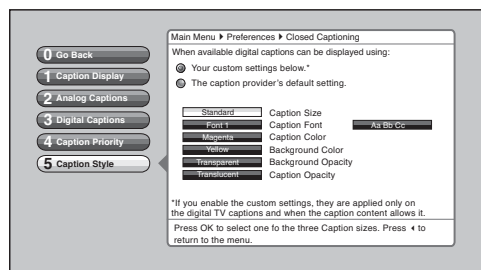 Main Menu ▶ Preferences ▶ Closed Captioning
0 Go Back
1 Caption Display
2 Analog Captions
3 Digital Captions
4 Caption Priority
5 Caption Style
When available digital captions can be displayed using:
Your custom settings below.*
The caption provider's default setting.
Standard Caption Size
Font 1 Caption Font Aa Bb Cc
Magenta Caption Color
Yellow Background Color
Transparent Background Opacity
Translucent Caption Opacity
*If you enable the custom settings, they are applied only on
the digital TV captions and when the caption content allows it.
Press OK to select one fo the three Caption sizes. Press ◀ to
return to the menu.